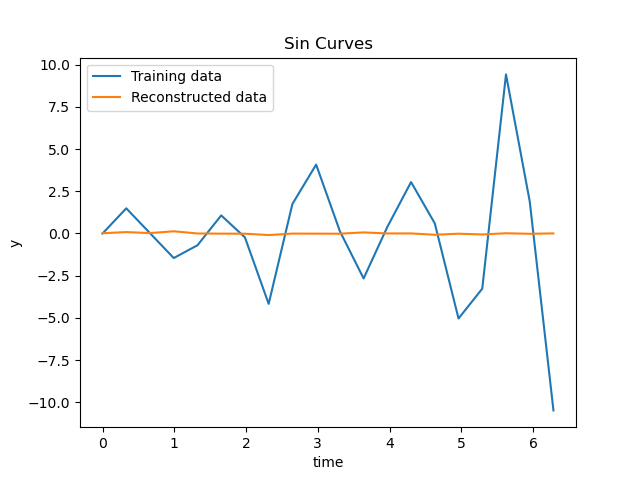 Sin Curves
Training data
Reconstructed data
10.0
7.5
5.0
2.5
0.0
−2.5
−5.0
−7.5
−10.0
y
0 1 2 3 4 5 6
time